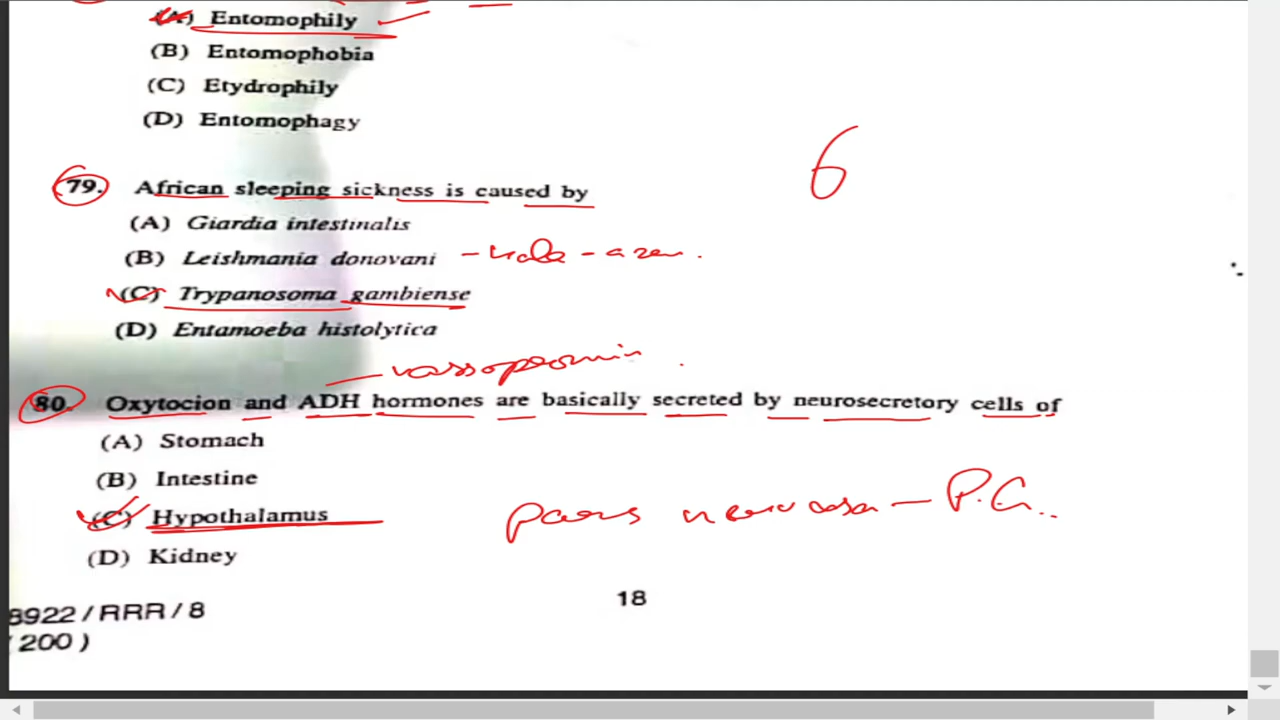 (A) Entomophily
(B) Entomophobia
(C) Etydrophily
(D) Entomophagy
6
79. African sleeping sickness is caused by
(A) Giardia intestinalis
(B) Leishmania donovani - kala - azar.
(C) Trypanosoma gambiense
(D) Entamoeba histolytica
80. Oxytocion and ADH hormones are basically secreted by neurosecretory cells of
(A) Stomach
(B) Intestine
(C) Hypothalamus
pars nervosa - P.G..
(D) Kidney
18
8922/RRR/8
(200)